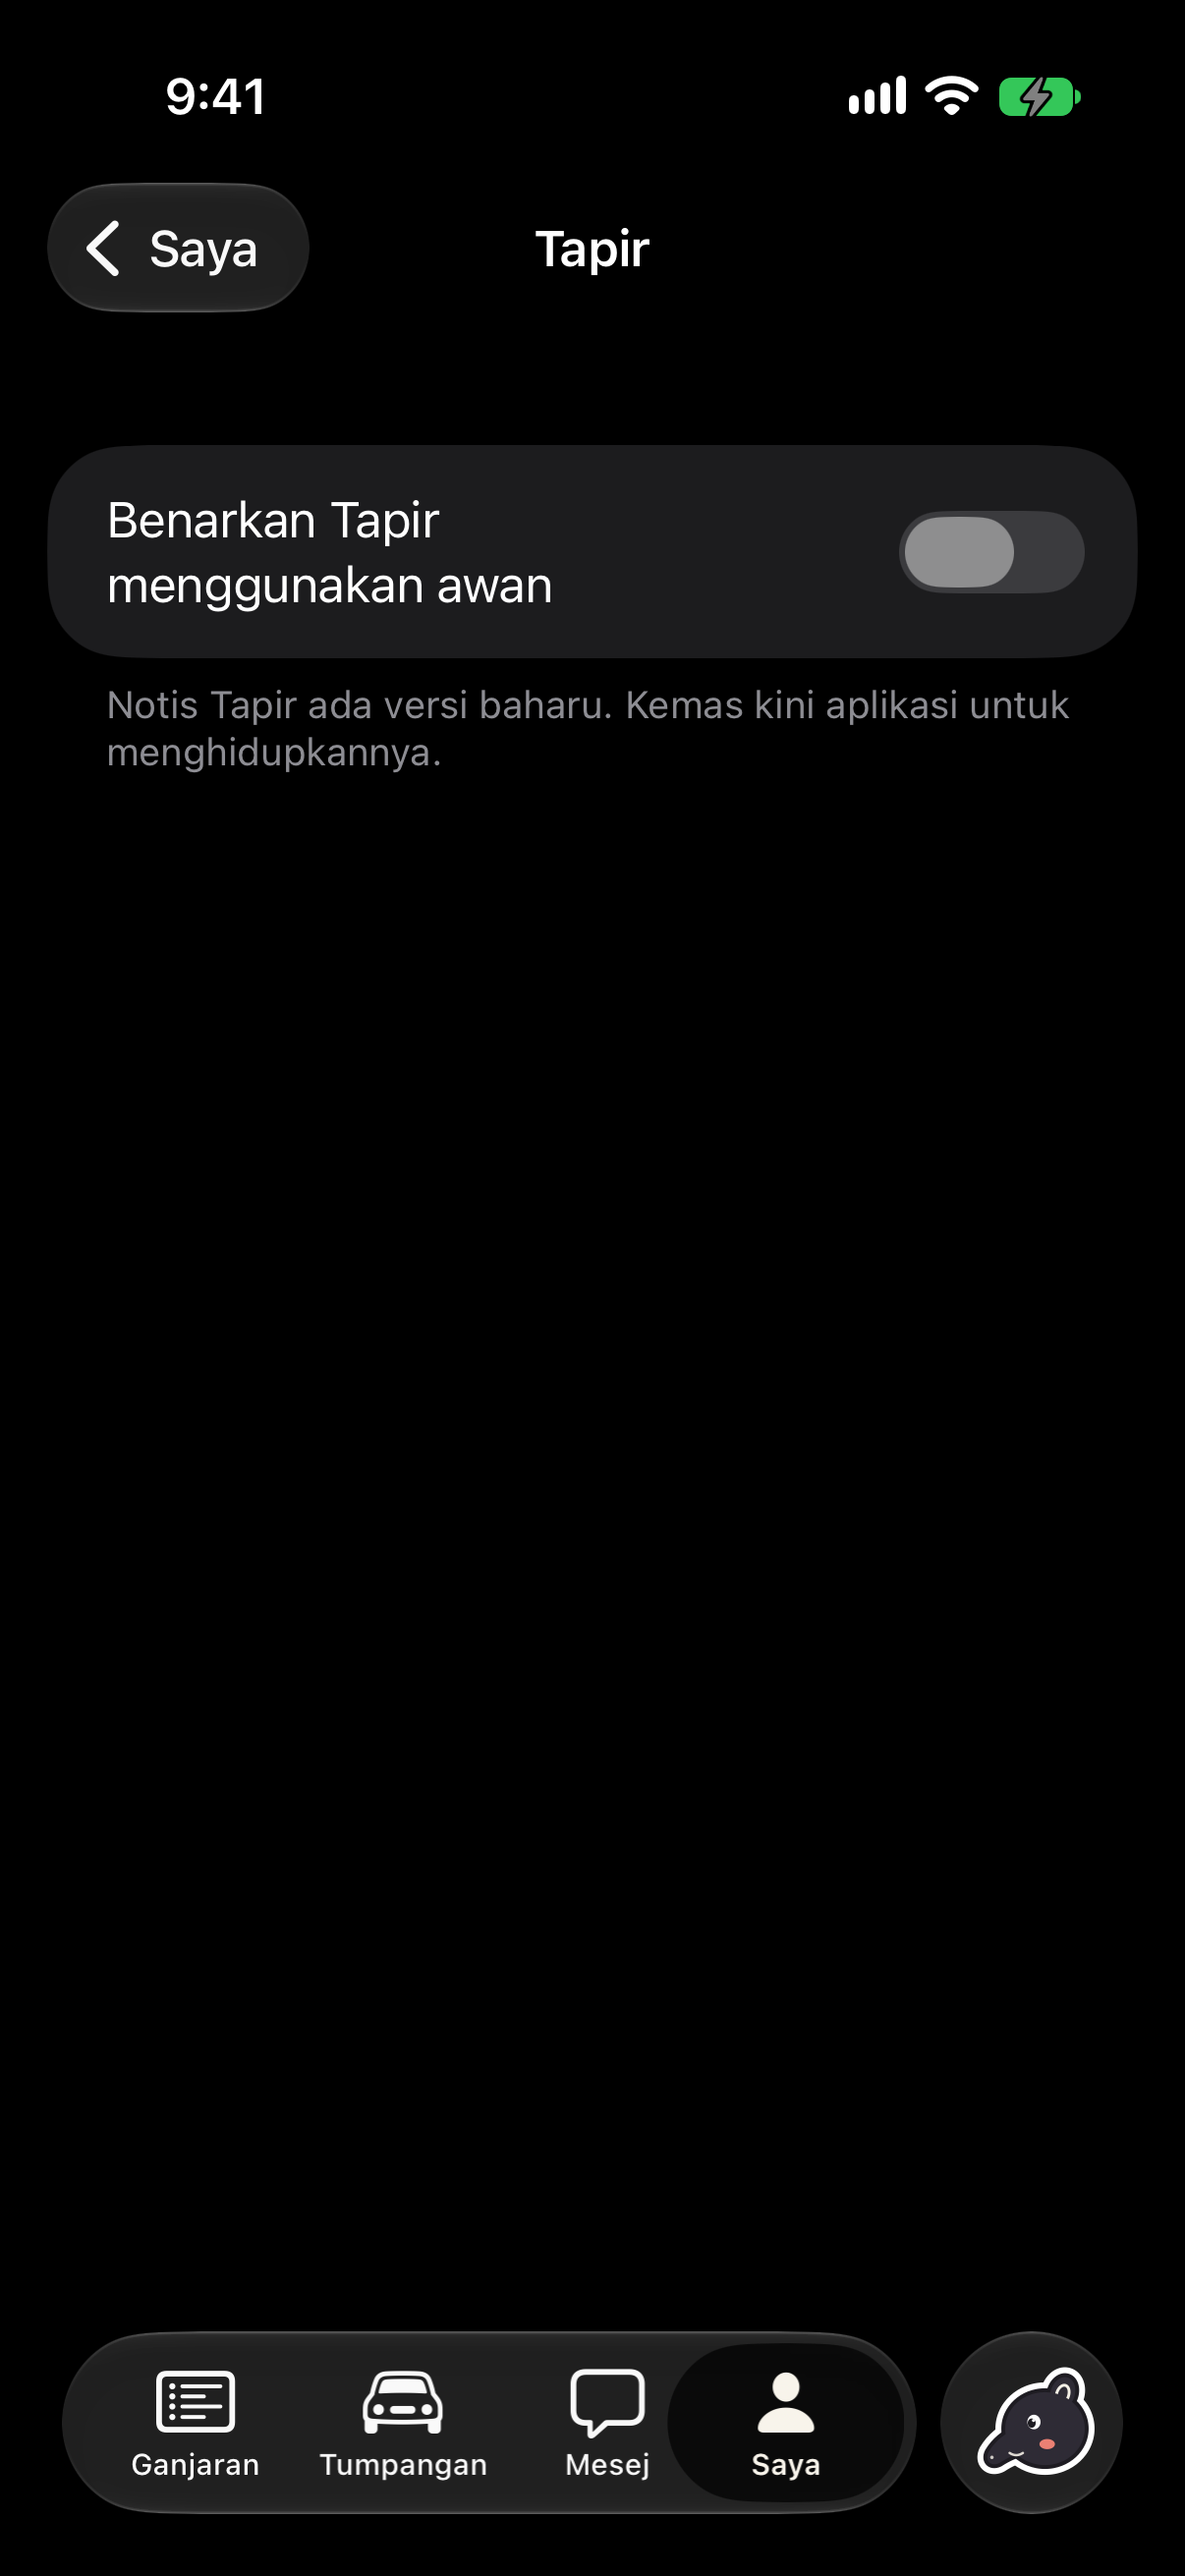 9:41
Saya
Tapir
Benarkan Tapir
menggunakan awan
Notis Tapir ada versi baharu. Kemas kini aplikasi untuk
menghidupkannya.
Ganjaran
Tumpangan
Mesej
Saya